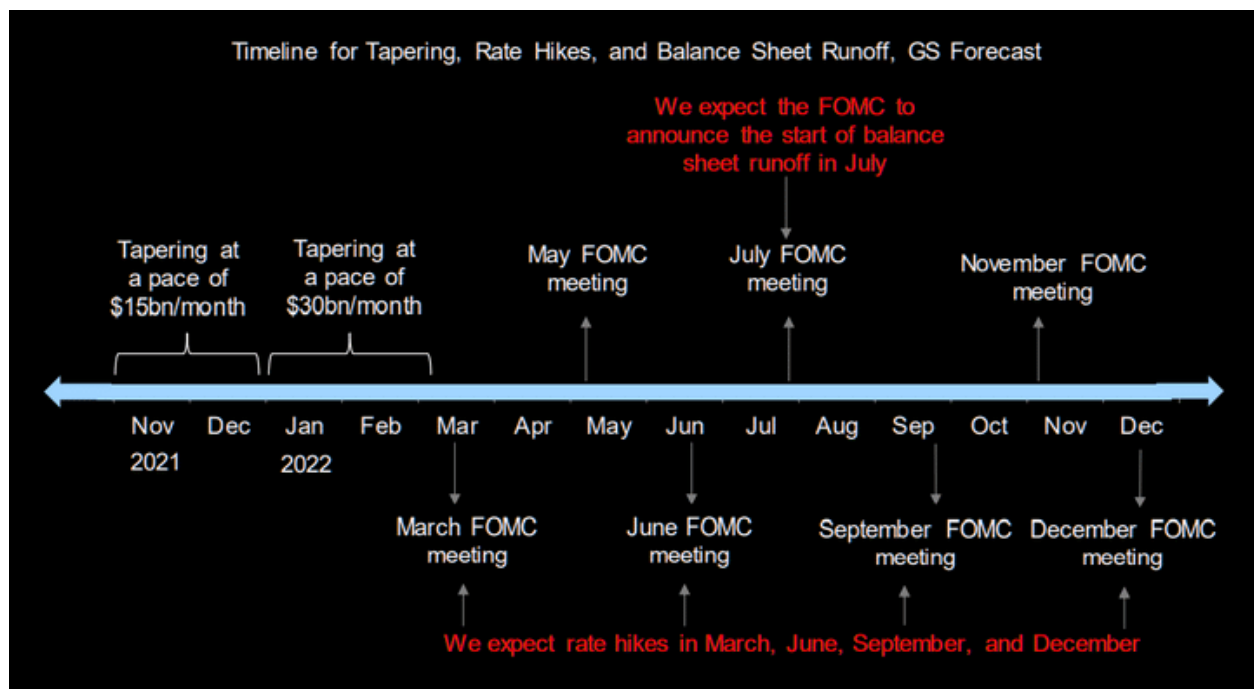 Timeline for Tapering, Rate Hikes, and Balance Sheet Runoff, GS Forecast
We expect the FOMC to
announce the start of balance
sheet runoff in July
Tapering at
a pace of
$15bn/month
Tapering at
a pace of
$30bn/month
May FOMC
meeting
July FOMC
meeting
November FOMC
meeting
Nov Dec Jan Feb Mar Apr May Jun Jul Aug Sep Oct Nov Dec
2021 2022
March FOMC
meeting
June FOMC
meeting
September FOMC
meeting
December FOMC
meeting
We expect rate hikes in March, June, September, and December